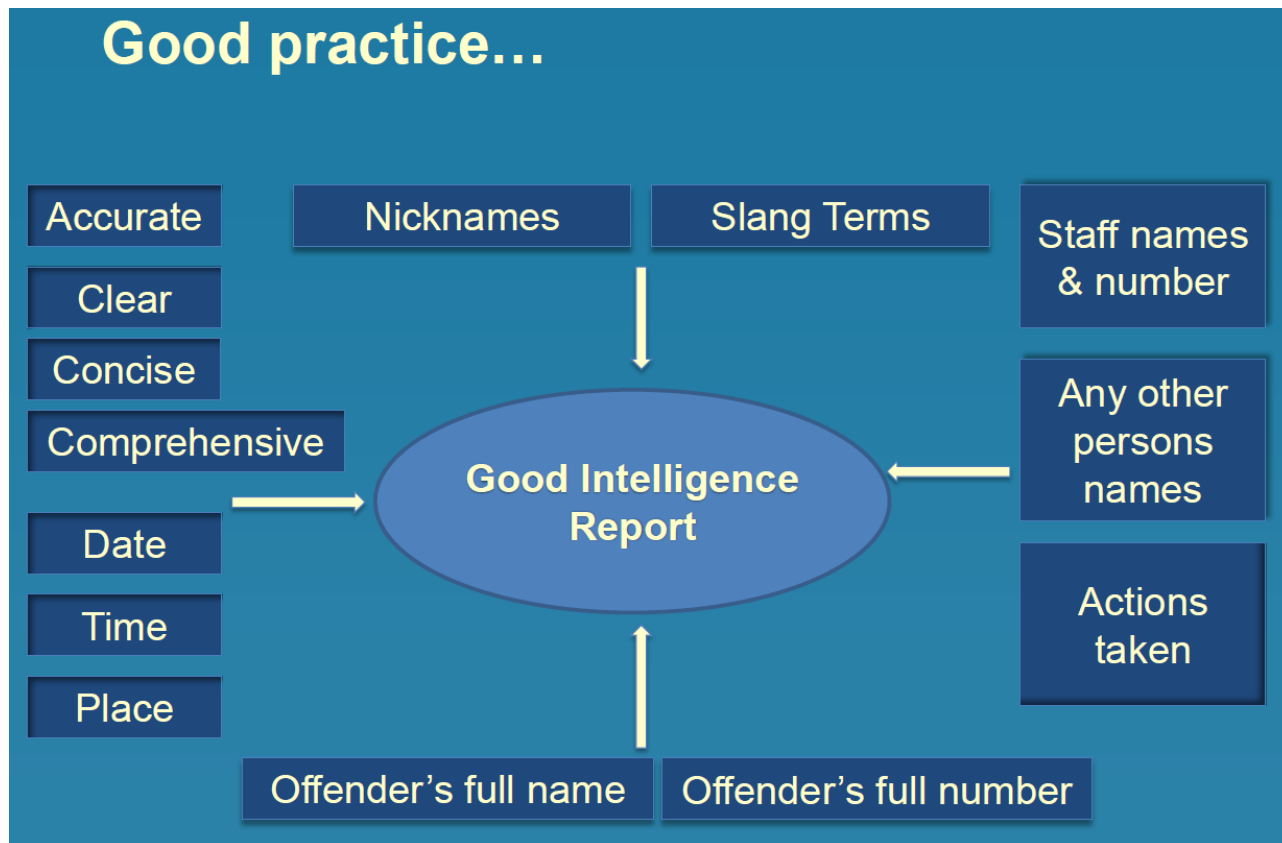 Good practice…
Accurate
Clear
Concise
Comprehensive
Date
Time
Place
Nicknames
Slang Terms
Good Intelligence
Report
Offender’s full name
Offender’s full number
Staff names
& number
Any other
persons
names
Actions
taken